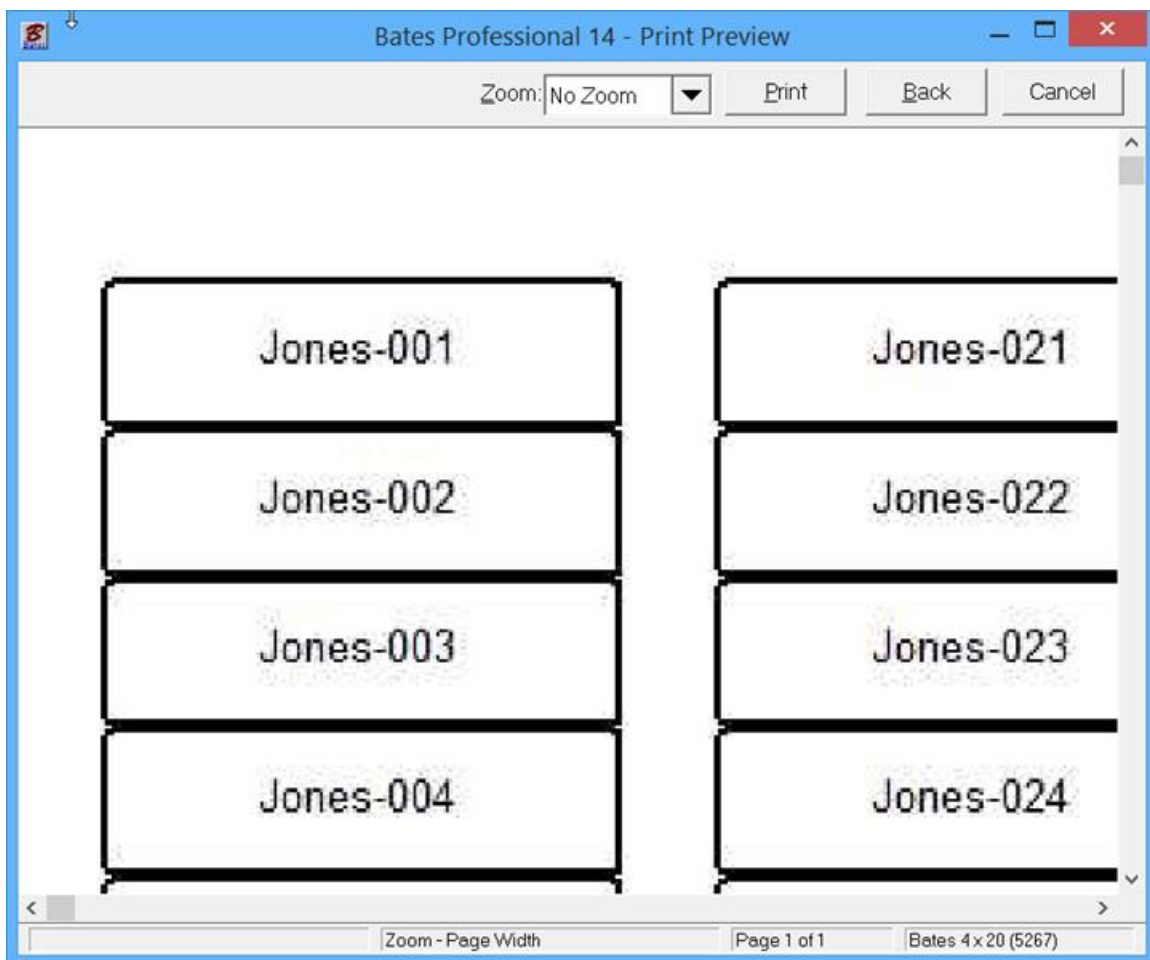 Bates
Bates Professional 14 - Print Preview
Zoom: No Zoom Print Back Cancel
Jones-001 Jones-021
Jones-002 Jones-022
Jones-003 Jones-023
Jones-004 Jones-024
Zoom - Page Width Page 1 of 1 Bates 4 x 20 (5267)